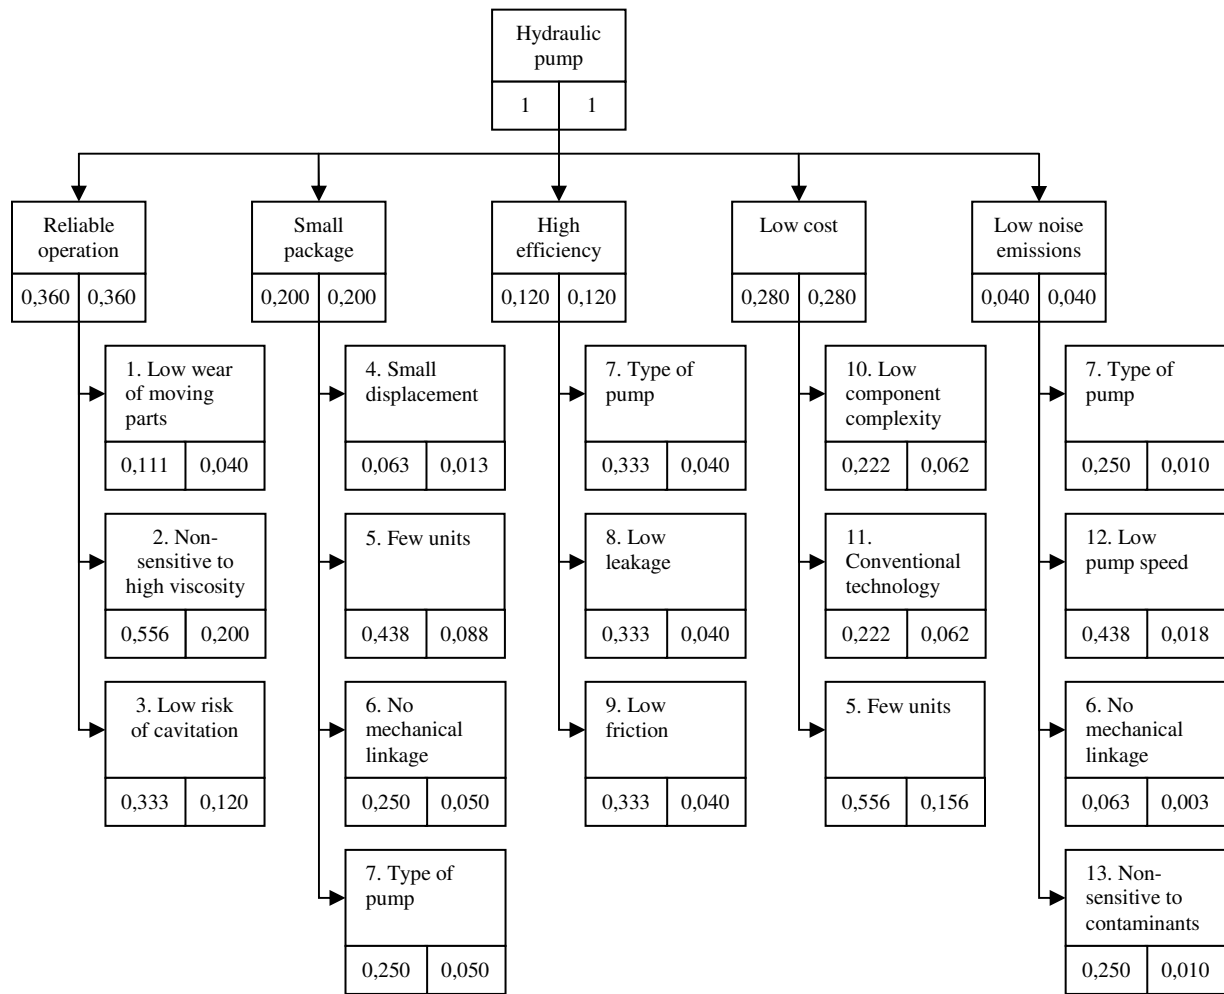 Hydraulic
pump
1 1
Reliable
operation
0,360 0,360
Small
package
0,200 0,200
High
efficiency
0,120 0,120
Low cost
0,280 0,280
Low noise
emissions
0,040 0,040
1. Low wear
of moving
parts
0,111 0,040
2. Non-
sensitive to
high viscosity
0,556 0,200
3. Low risk
of cavitation
0,333 0,120
4. Small
displacement
0,063 0,013
5. Few units
0,438 0,088
6. No
mechanical
linkage
0,250 0,050
7. Type of
pump
0,250 0,050
7. Type of
pump
0,333 0,040
8. Low
leakage
0,333 0,040
9. Low
friction
0,333 0,040
10. Low
component
complexity
0,222 0,062
11.
Conventional
technology
0,222 0,062
5. Few units
0,556 0,156
7. Type of
pump
0,250 0,010
12. Low
pump speed
0,438 0,018
6. No
mechanical
linkage
0,063 0,003
13. Non-
sensitive to
contaminants
0,250 0,010